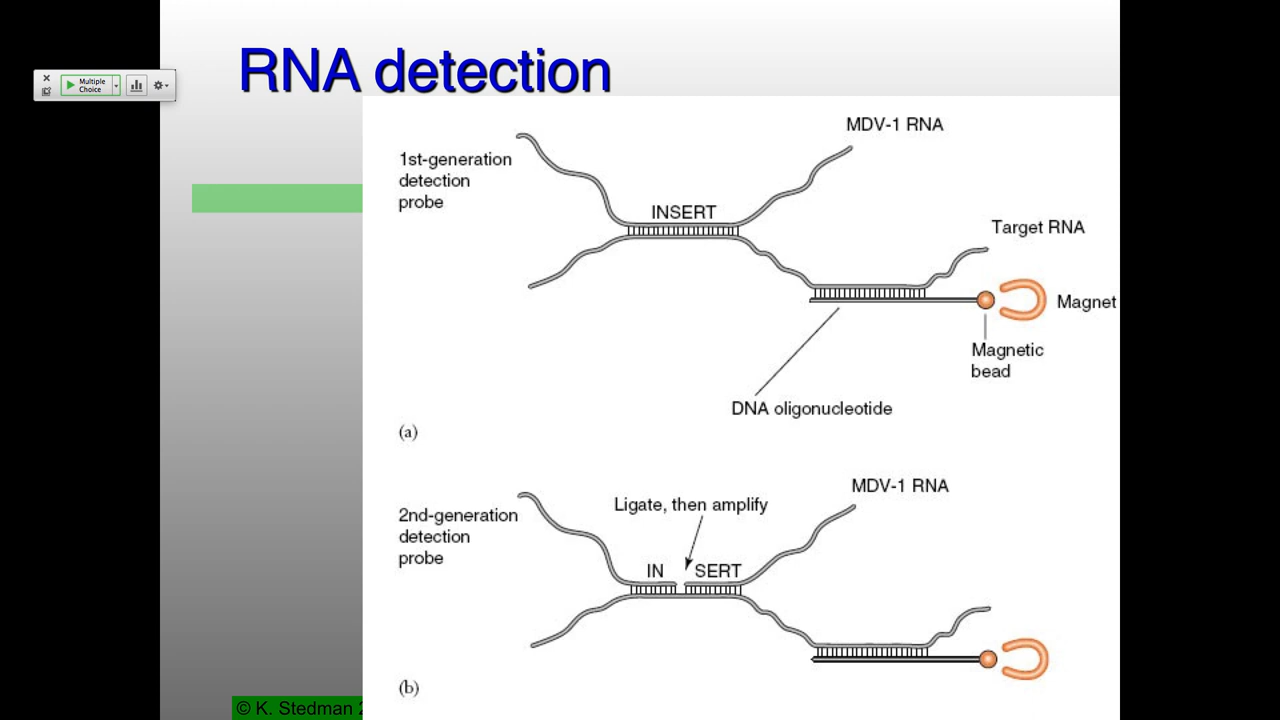 RNA detection
Multiple
Choice
MDV-1 RNA
1st-generation
detection
probe
INSERT
Target RNA
Magnet
Magnetic
bead
DNA oligonucleotide
(a)
MDV-1 RNA
Ligate, then amplify
2nd-generation
detection
probe
IN SERT
(b)
© K. Stedman